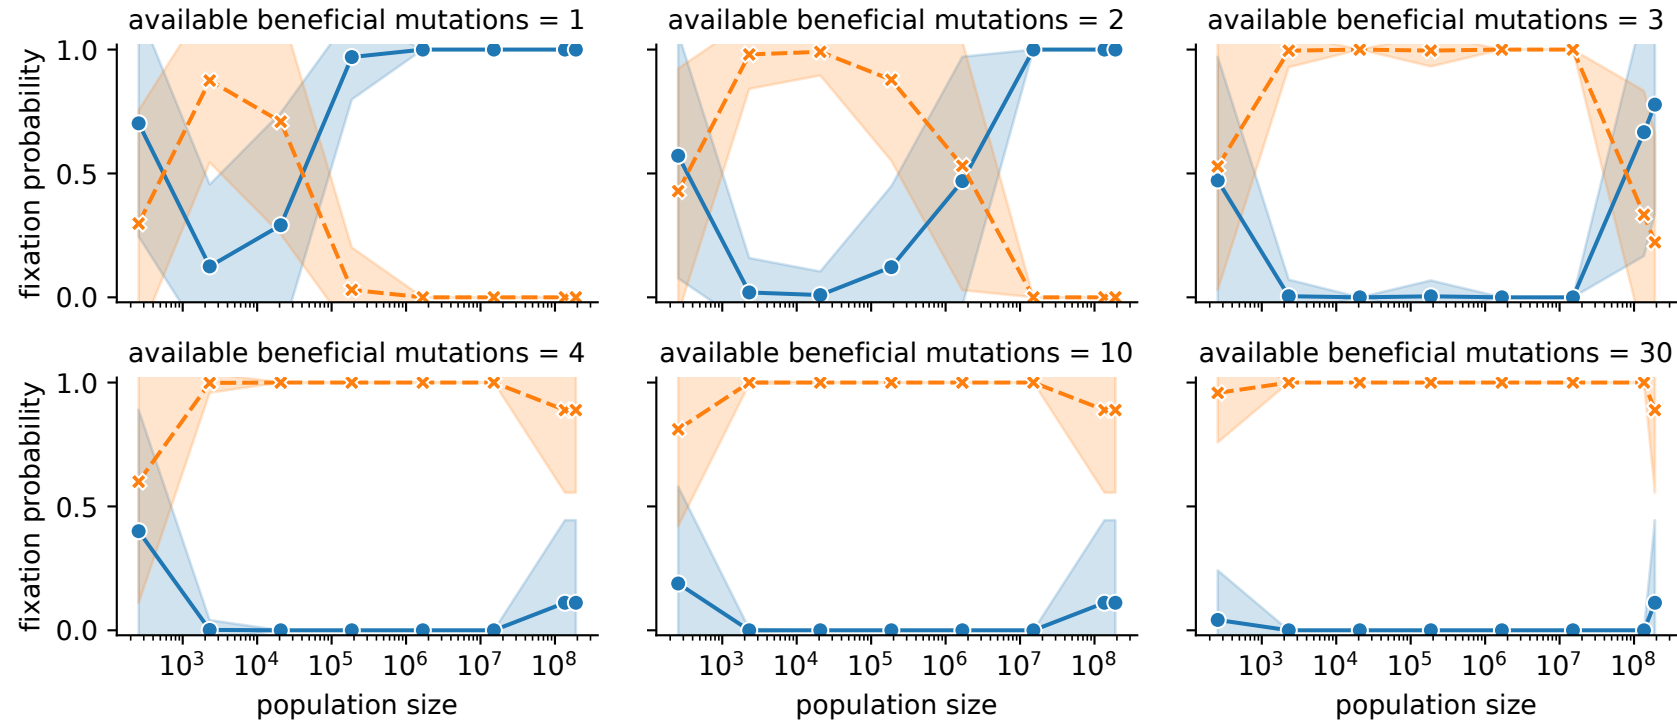 available beneficial mutations = 1
available beneficial mutations = 2
available beneficial mutations = 3
fixation probability
1.0
0.5
0.0
available beneficial mutations = 4
available beneficial mutations = 10
available beneficial mutations = 30
fixation probability
1.0
0.5
0.0
10³ 10⁴ 10⁵ 10⁶ 10⁷ 10⁸
10³ 10⁴ 10⁵ 10⁶ 10⁷ 10⁸
10³ 10⁴ 10⁵ 10⁶ 10⁷ 10⁸
population size
population size
population size